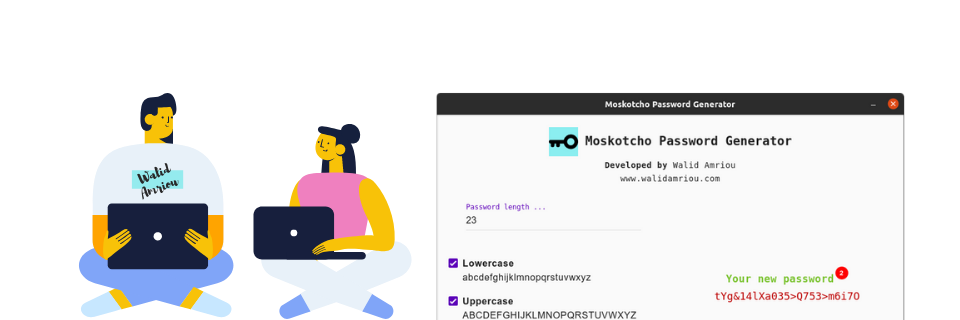 Walid
Amriou
Moskotcho Password Generator
Moskotcho Password Generator
Developed by Walid Amriou
www.walidamriou.com
Password length ...
23
Lowercase
abcdefghijklmnopqrstuvwxyz
Your new password 2
tYg&14lXa035>Q753>m6i7O
Uppercase
ABCDEFGHIJKLMNOPQRSTUVWXYZ